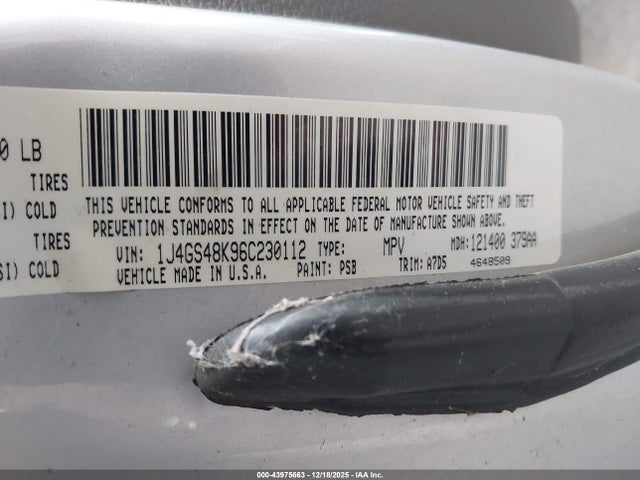 0 LB
TIRES
I) COLD
TIRES
SI) COLD
THIS VEHICLE CONFORMS TO ALL APPLICABLE FEDERAL MOTOR VEHICLE SAFETY AND THEFT
PREVENTION STANDARDS IN EFFECT ON THE DATE OF MANUFACTURE SHOWN ABOVE.
VIN: 1J4GS48K96C230112 TYPE: MPV MDH:121400 379AA
VEHICLE MADE IN U.S.A. PAINT: PSB TRIM: A7D5 4648509
000-43975663 - 12/18/2025 - IAA Inc.